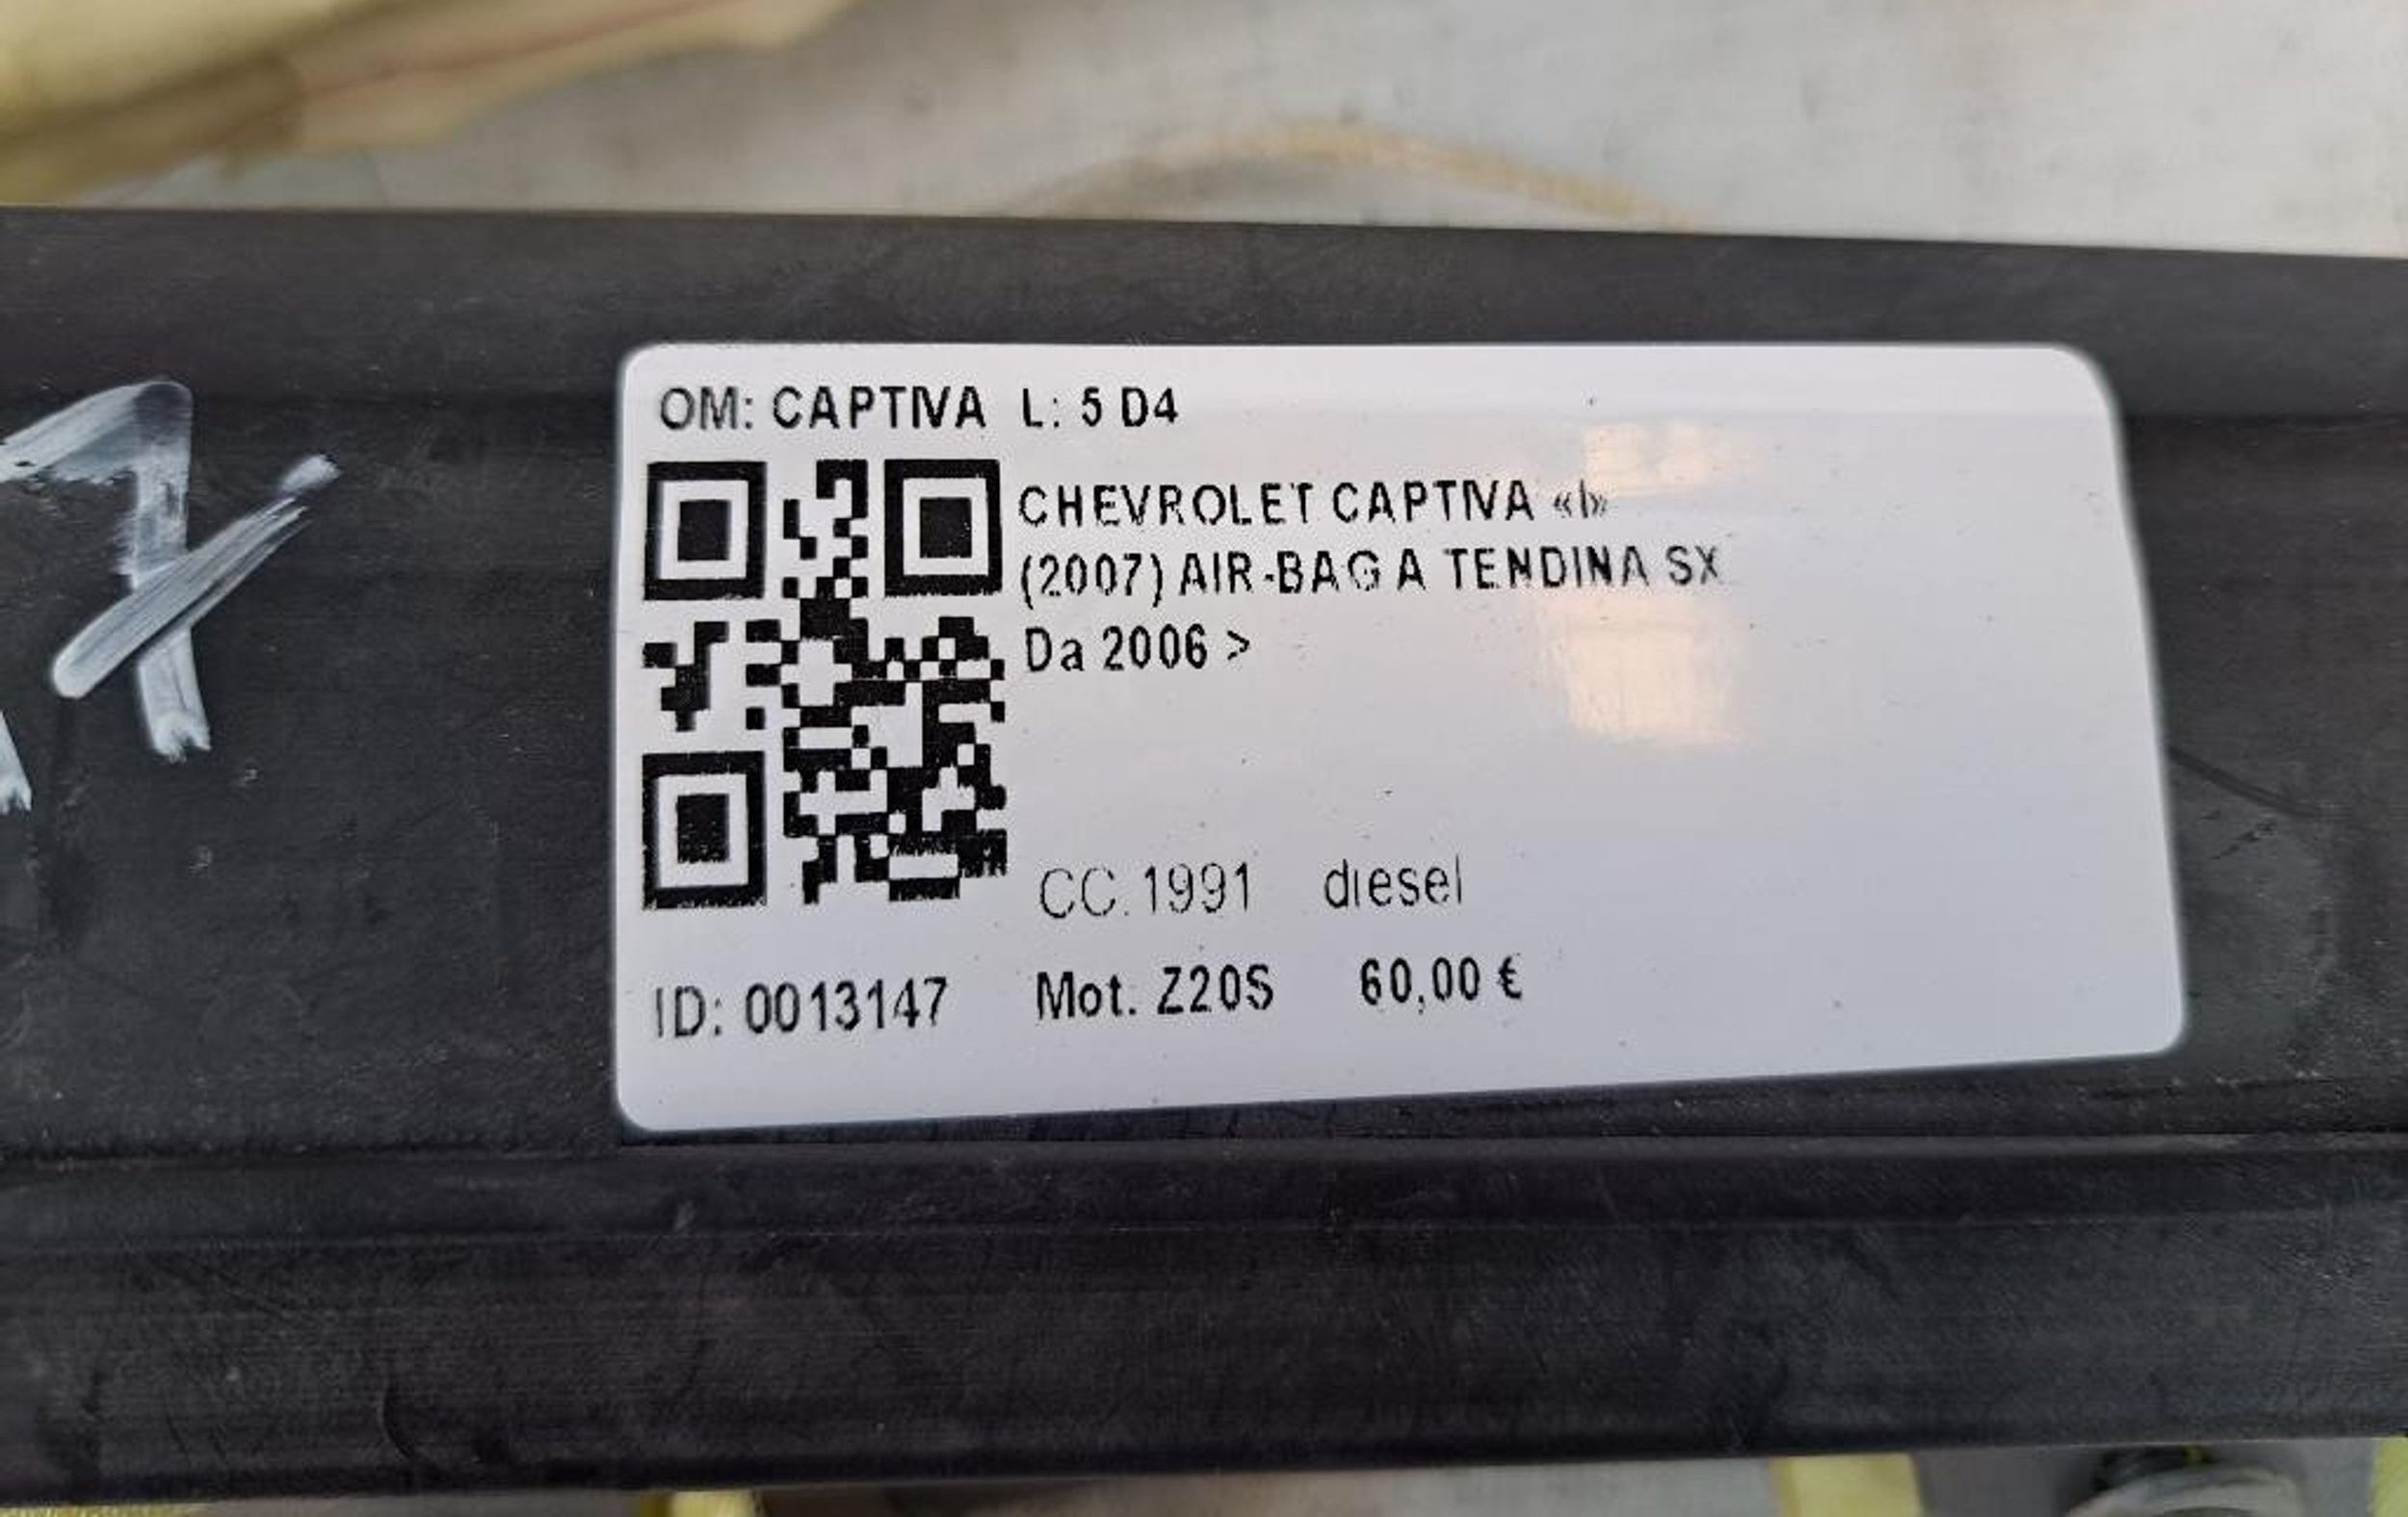 OM: CAPTIVA L: 5 D4
CHEVROLET CAPTIVA «I»
(2007) AIR-BAG A TENDINA SX
Da 2006 >
CC. 1991 diesel
ID: 0013147 Mot. Z20S 60,00 €